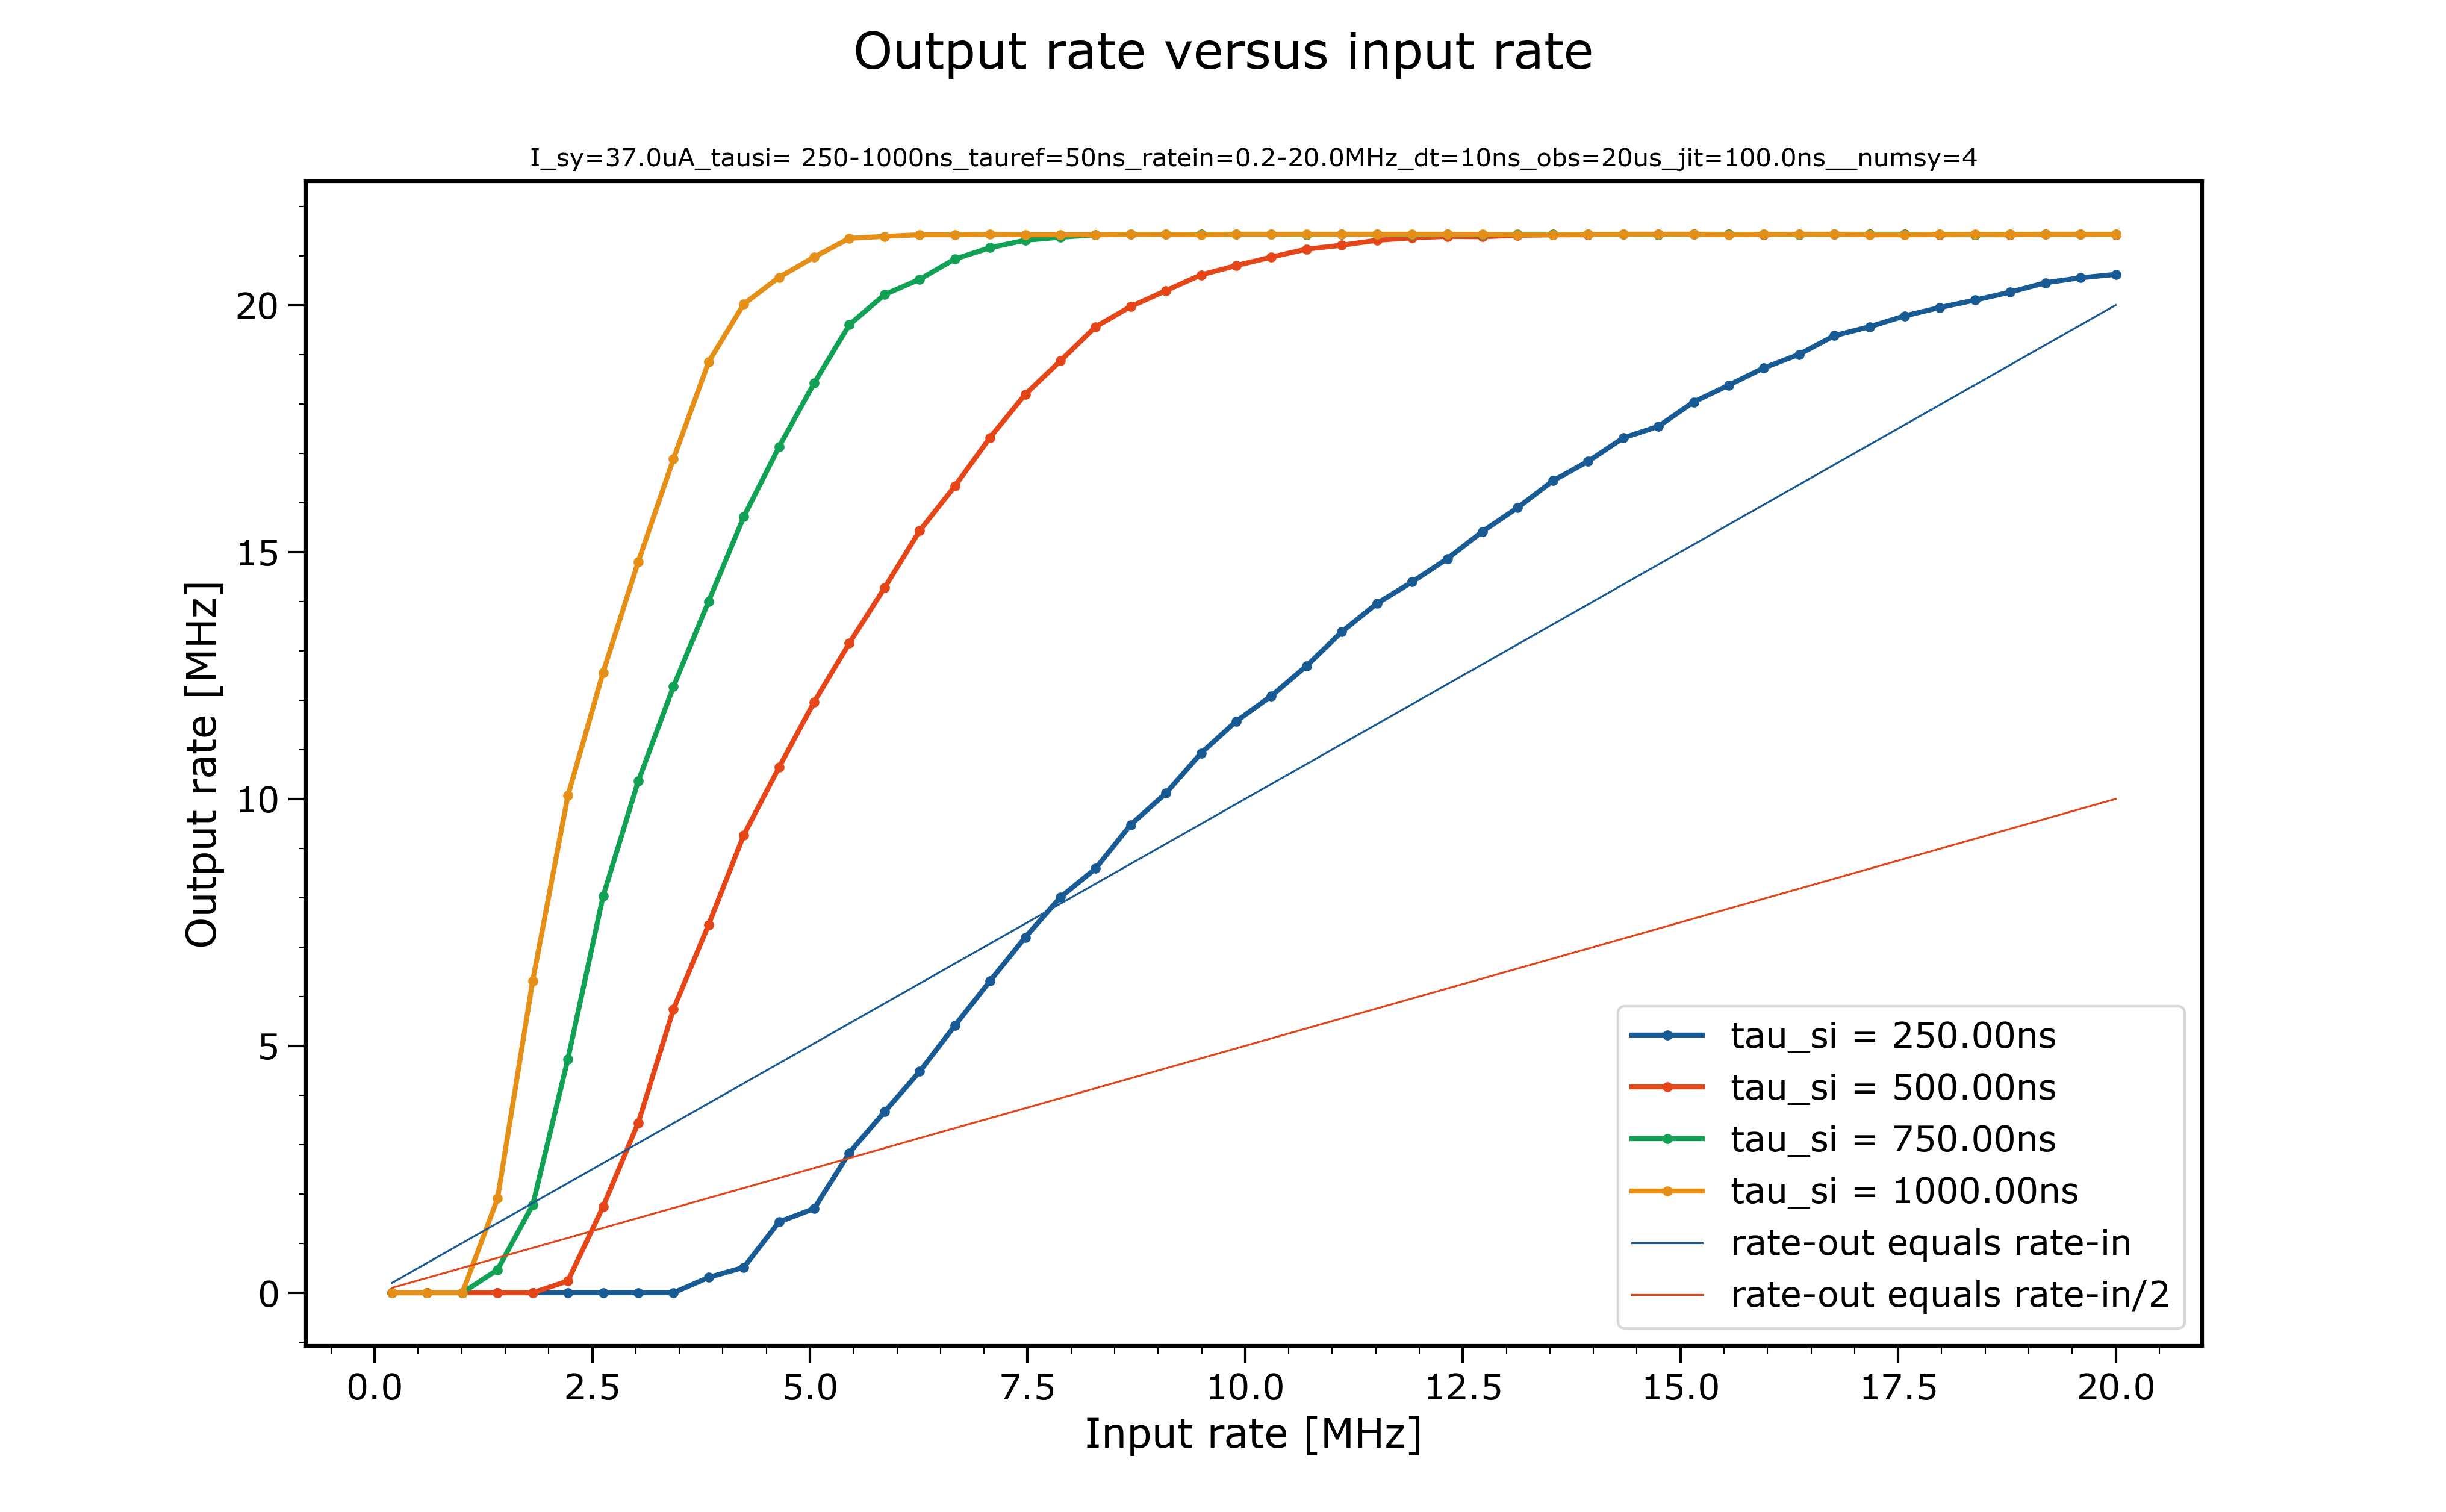 Output rate versus input rate
I_sy=37.0uA_tausi= 250-1000ns_tauref=50ns_ratein=0.2-20.0MHz_dt=10ns_obs=20us_jit=100.0ns__numsy=4
Output rate [MHz]
20
15
10
5
0
tau_si = 250.00ns
tau_si = 500.00ns
tau_si = 750.00ns
tau_si = 1000.00ns
rate-out equals rate-in
rate-out equals rate-in/2
0.0 2.5 5.0 7.5 10.0 12.5 15.0 17.5 20.0
Input rate [MHz]